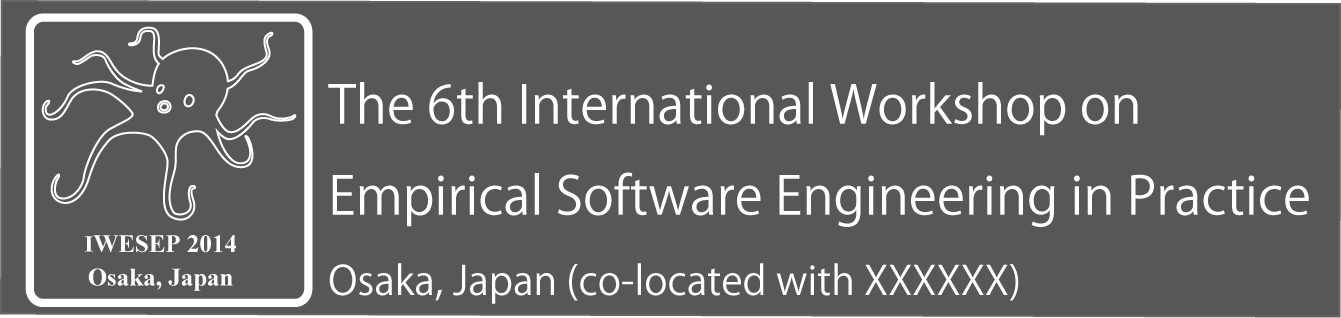 IWESEP 2014
Osaka, Japan
The 6th International Workshop on
Empirical Software Engineering in Practice
Osaka, Japan (co-located with XXXXXX)